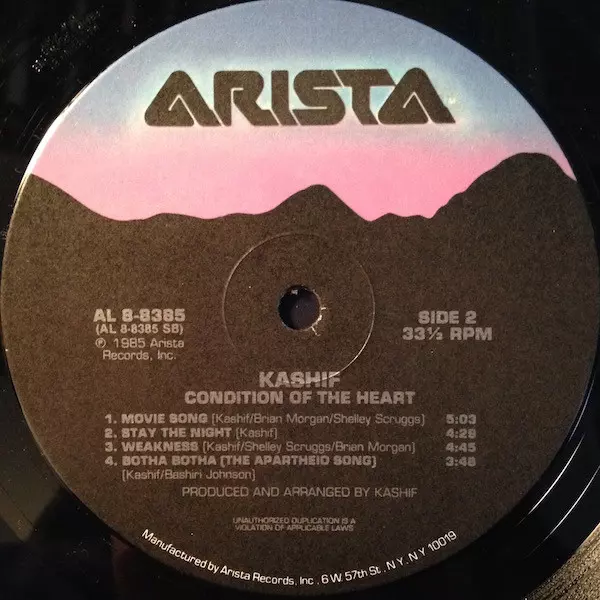 ARISTA
AL 8-8385
(AL 8-8385 SB)
℗ 1985 Arista
Records, Inc.
SIDE 2
33⅓ RPM
KASHIF
CONDITION OF THE HEART
1. MOVIE SONG (Kashif/Brian Morgan/Shelley Scruggs) 5:03
2. STAY THE NIGHT (Kashif) 4:29
3. WEAKNESS (Kashif/Shelley Scruggs/Brian Morgan) 4:45
4. BOTHA BOTHA (THE APARTHEID SONG) 3:48
(Kashif/Bashiri Johnson)
PRODUCED AND ARRANGED BY KASHIF
UNAUTHORIZED DUPLICATION IS A
VIOLATION OF APPLICABLE LAWS
Manufactured by Arista Records, Inc. 6 W. 57th St. N.Y. N.Y 10019